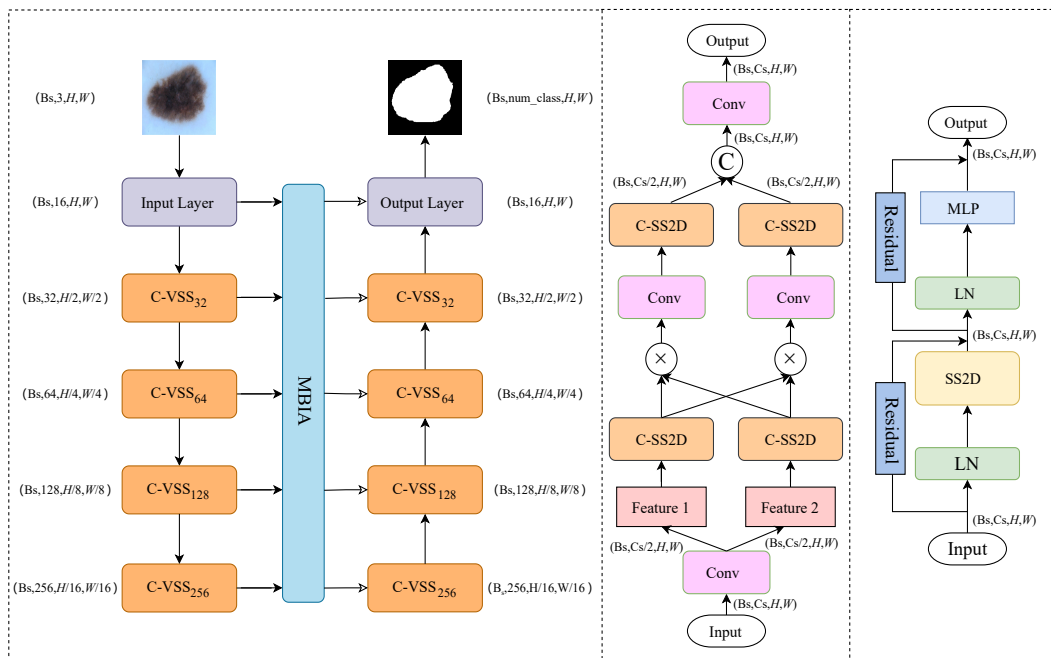 (Bs,3,H,W)
(Bs,num_class,H,W)
(Bs,16,H,W)
Input Layer
Output Layer
(Bs,16,H,W)
(Bs,32,H/2,W/2)
C-VSS32
C-VSS32
(Bs,32,H/2,W/2)
(Bs,64,H/4,W/4)
C-VSS64
MBIA
C-VSS64
(Bs,64,H/4,W/4)
(Bs,128,H/8,W/8)
C-VSS128
C-VSS128
(Bs,128,H/8,W/8)
(Bs,256,H/16,W/16)
C-VSS256
C-VSS256
(Bs,256,H/16,W/16)
Output
(Bs,Cs,H,W)
Conv
(Bs,Cs,H,W)
C
(Bs,Cs/2,H,W)
(Bs,Cs/2,H,W)
C-SS2D
C-SS2D
Conv
Conv
×
×
C-SS2D
C-SS2D
Feature 1
Feature 2
(Bs,Cs/2,H,W)
(Bs,Cs/2,H,W)
Conv
(Bs,Cs,H,W)
Input
Output
(Bs,Cs,H,W)
Residual
MLP
LN
(Bs,Cs,H,W)
SS2D
Residual
LN
(Bs,Cs,H,W)
Input